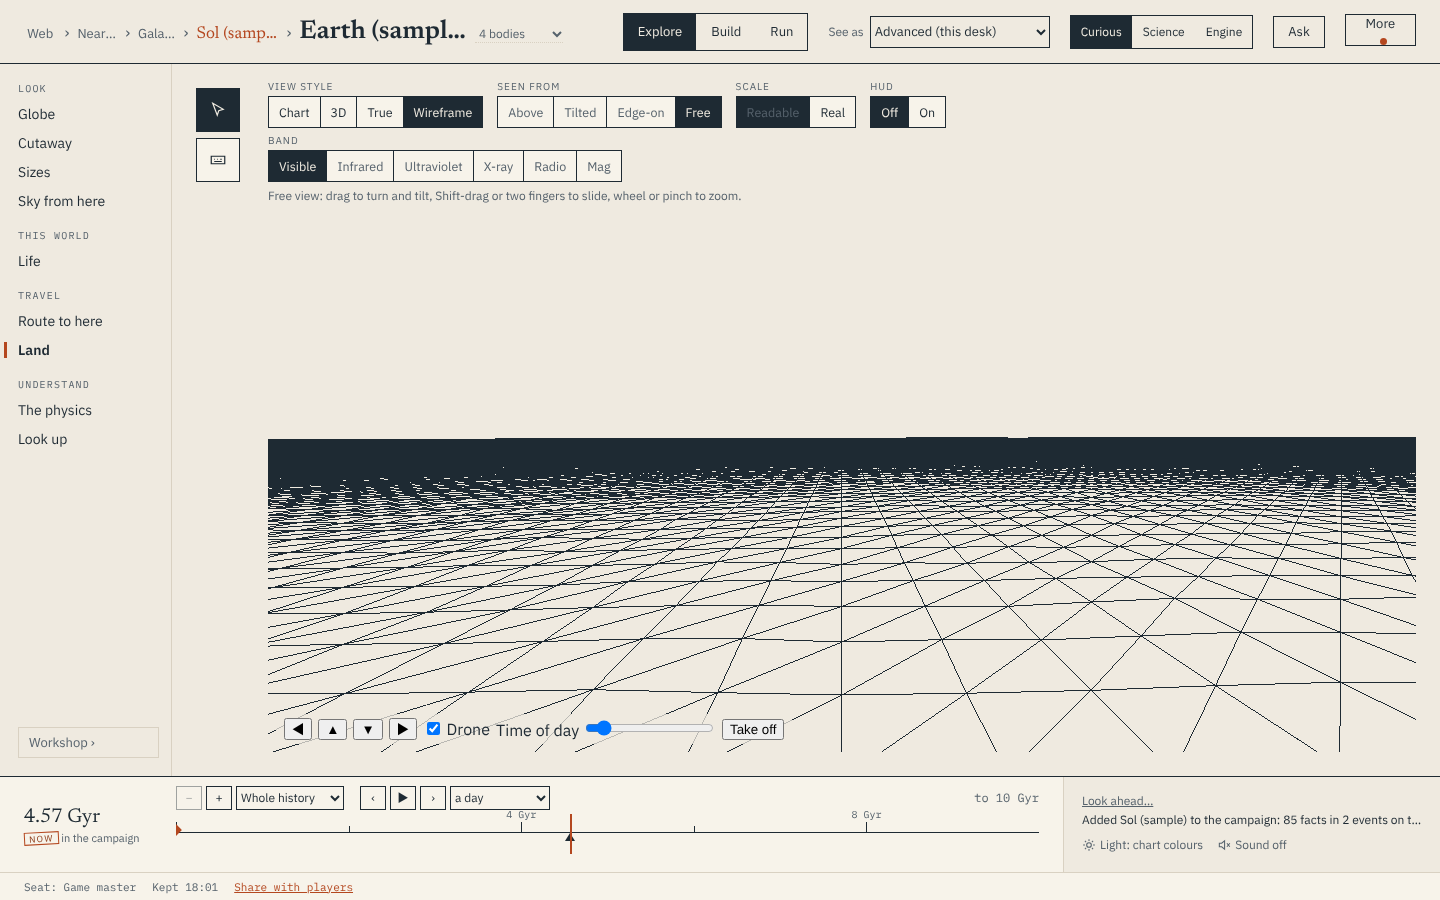 Web › Near... › Gala... › Sol (samp... › Earth (sampl... 4 bodies
Explore Build Run See as Advanced (this desk) Curious Science Engine Ask More
LOOK
Globe
Cutaway
Sizes
Sky from here
THIS WORLD
Life
TRAVEL
Route to here
Land
UNDERSTAND
The physics
Look up
Workshop ›
VIEW STYLE SEEN FROM SCALE HUD
Chart 3D True Wireframe Above Tilted Edge-on Free Readable Real Off On
BAND
Visible Infrared Ultraviolet X-ray Radio Mag
Free view: drag to turn and tilt, Shift-drag or two fingers to slide, wheel or pinch to zoom.
Drone Time of day Take off
4.57 Gyr
NOW in the campaign
− + Whole history ‹ › a day to 10 Gyr
4 Gyr 8 Gyr
Look ahead...
Added Sol (sample) to the campaign: 85 facts in 2 events on t...
Light: chart colours Sound off
Seat: Game master Kept 18:01 Share with players